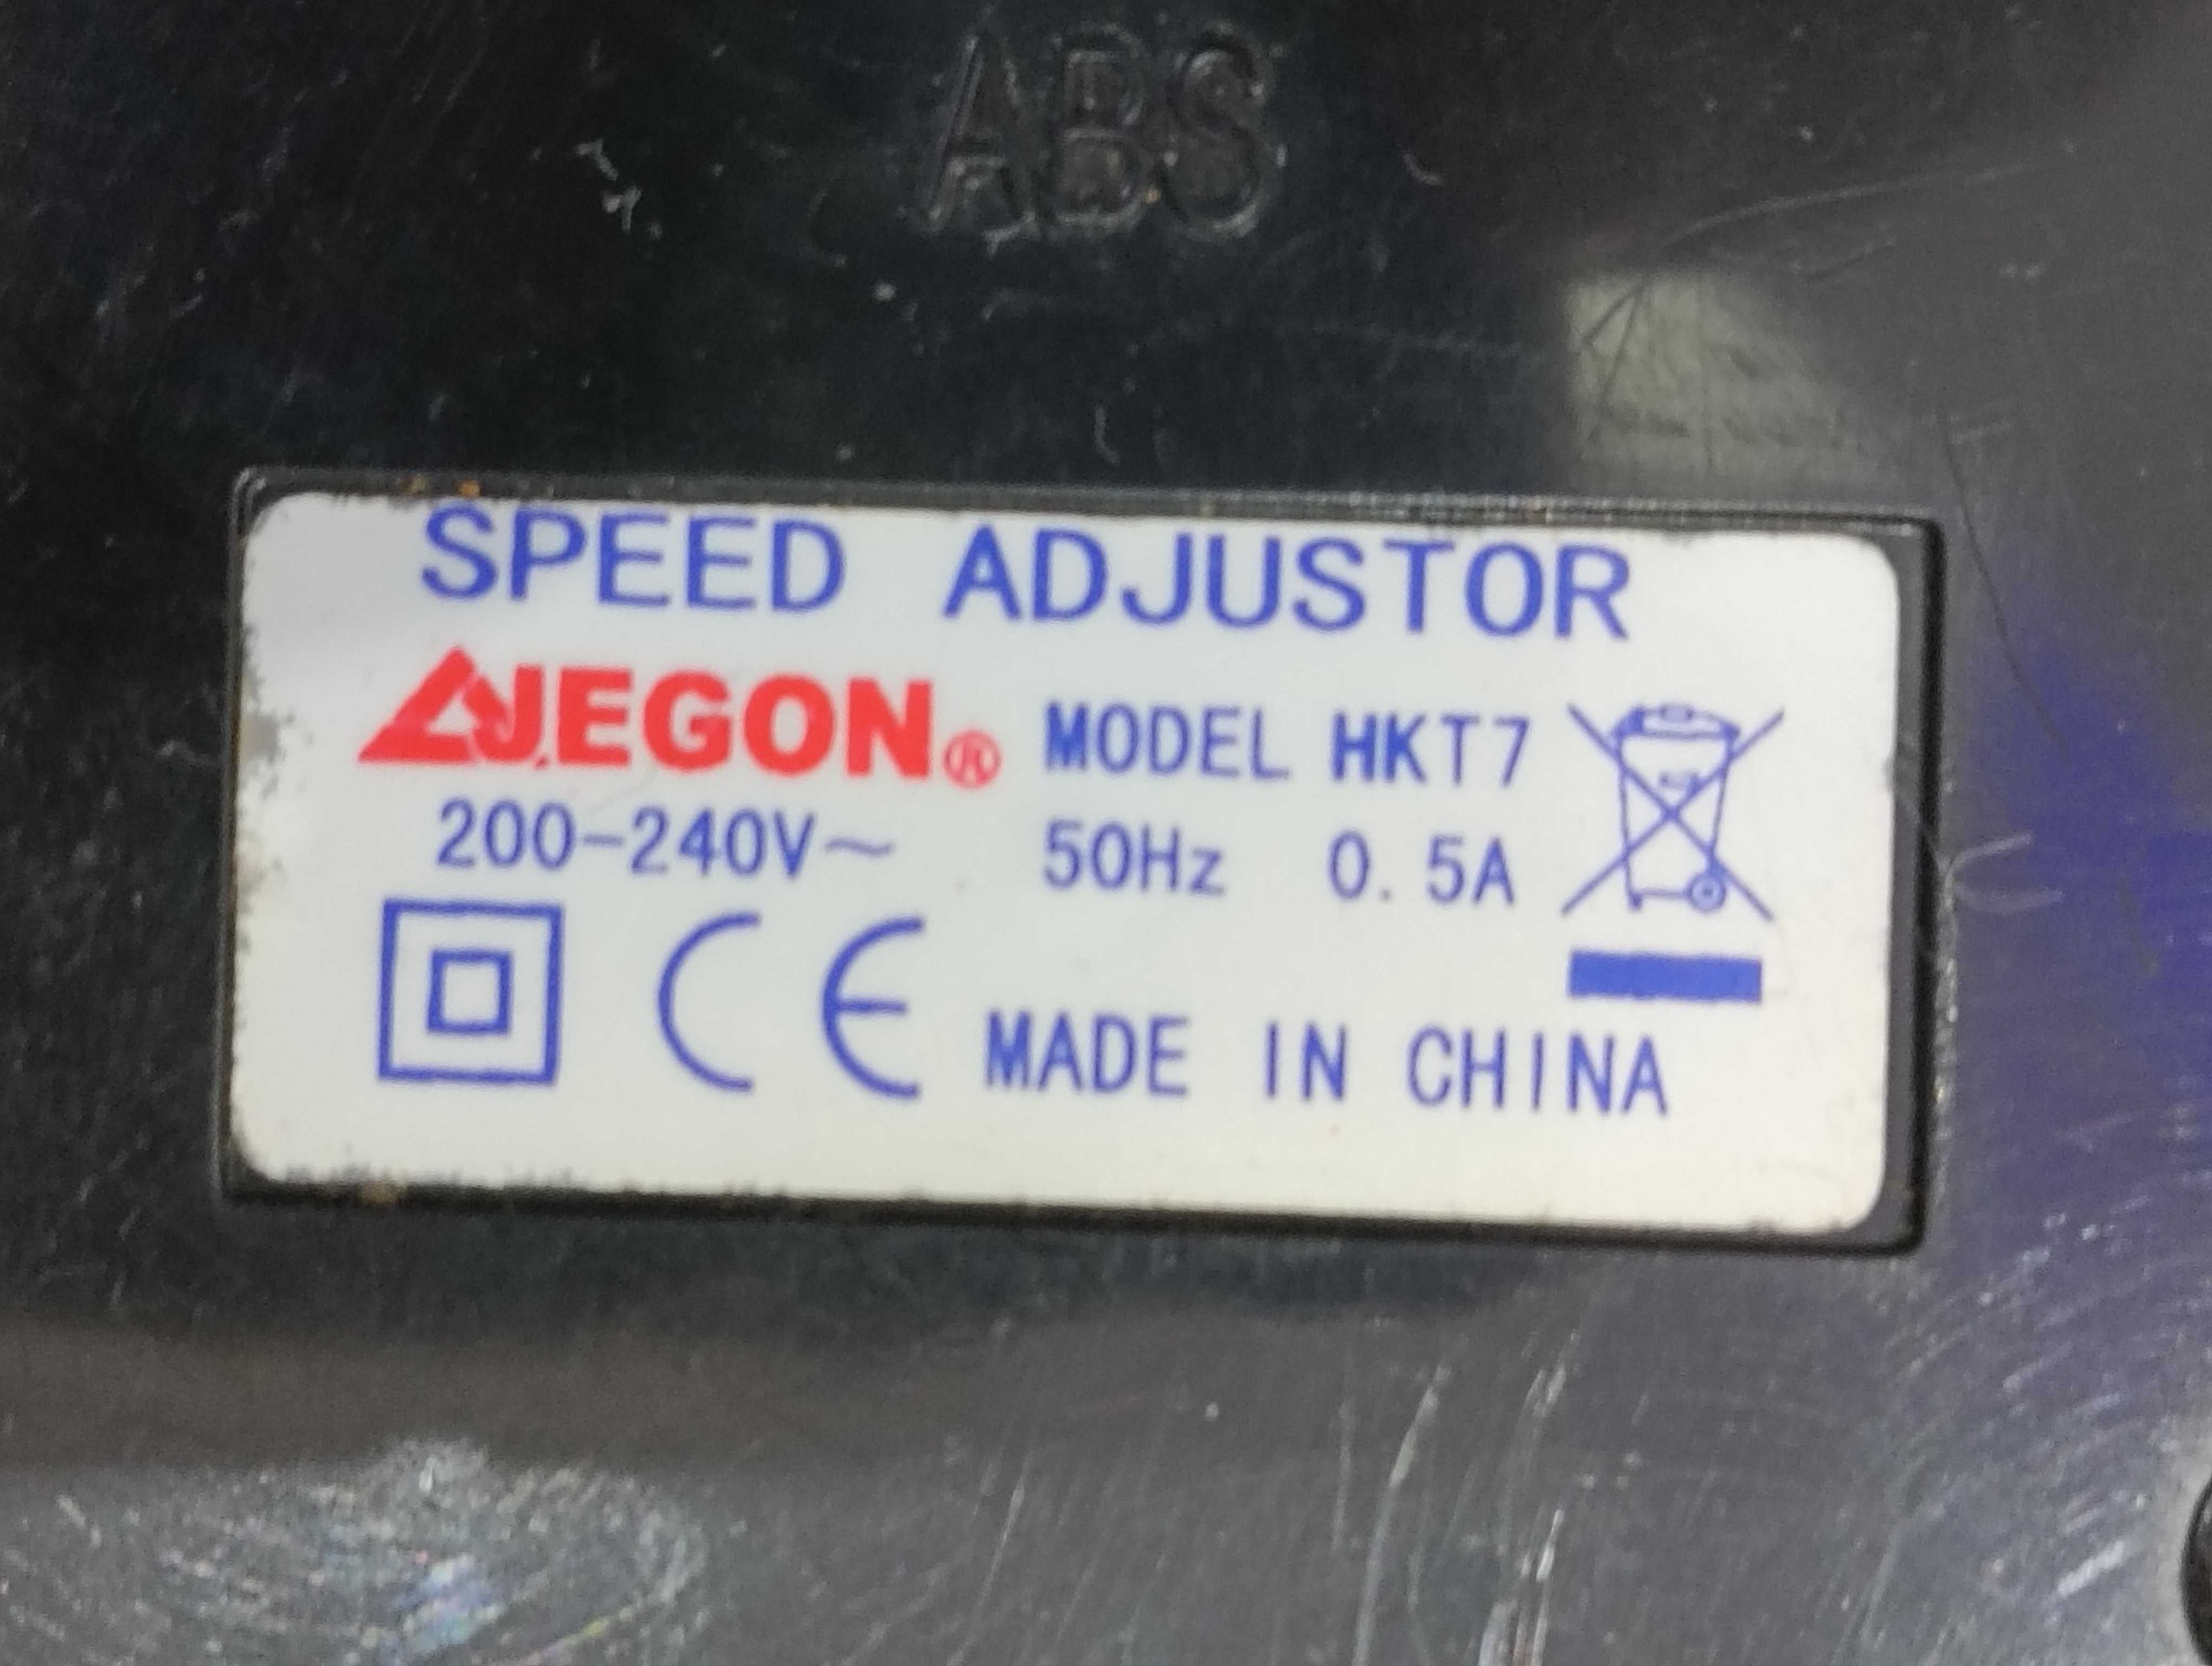 ABS
SPEED ADJUSTOR
JEGON® MODEL HKT7
200-240V~ 50Hz 0.5A
CE MADE IN CHINA